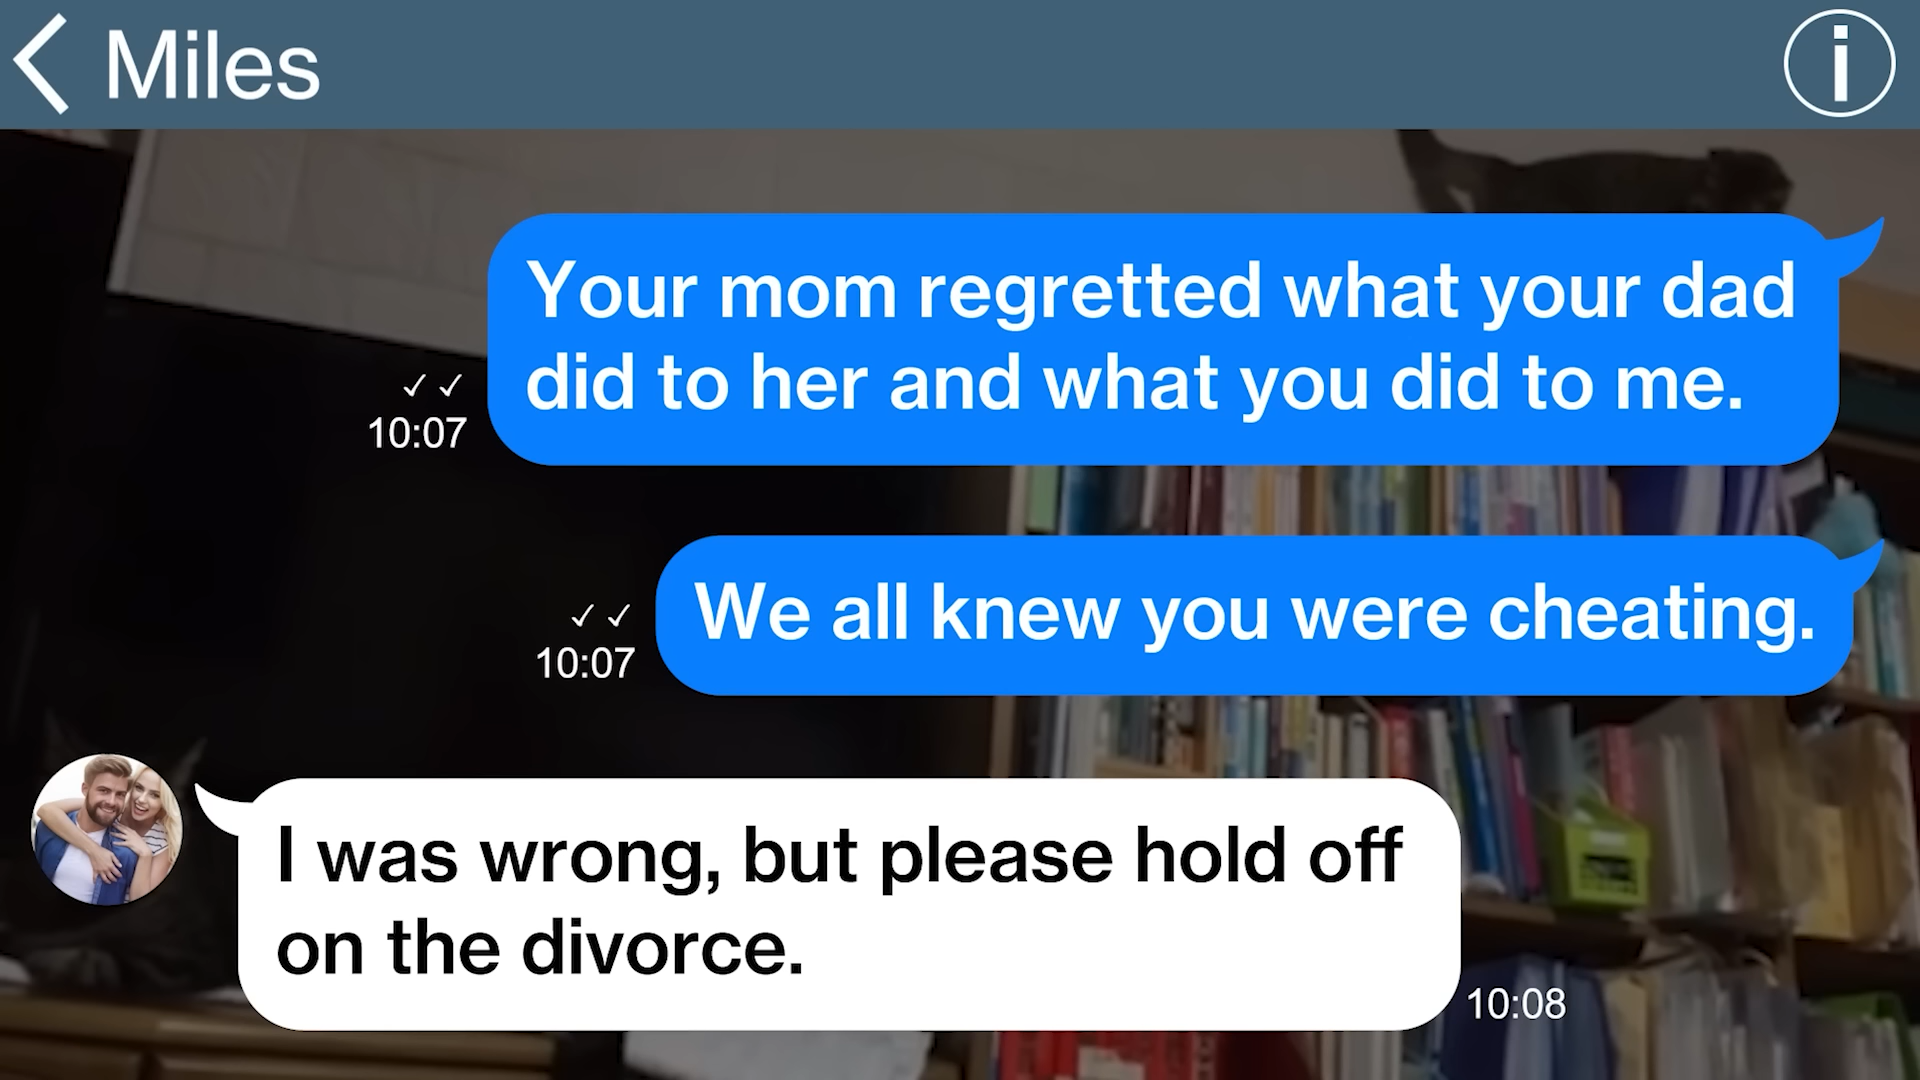 Miles
i
Your mom regretted what your dad
did to her and what you did to me.
✓✓
10:07
We all knew you were cheating.
✓✓
10:07
I was wrong, but please hold off
on the divorce.
10:08